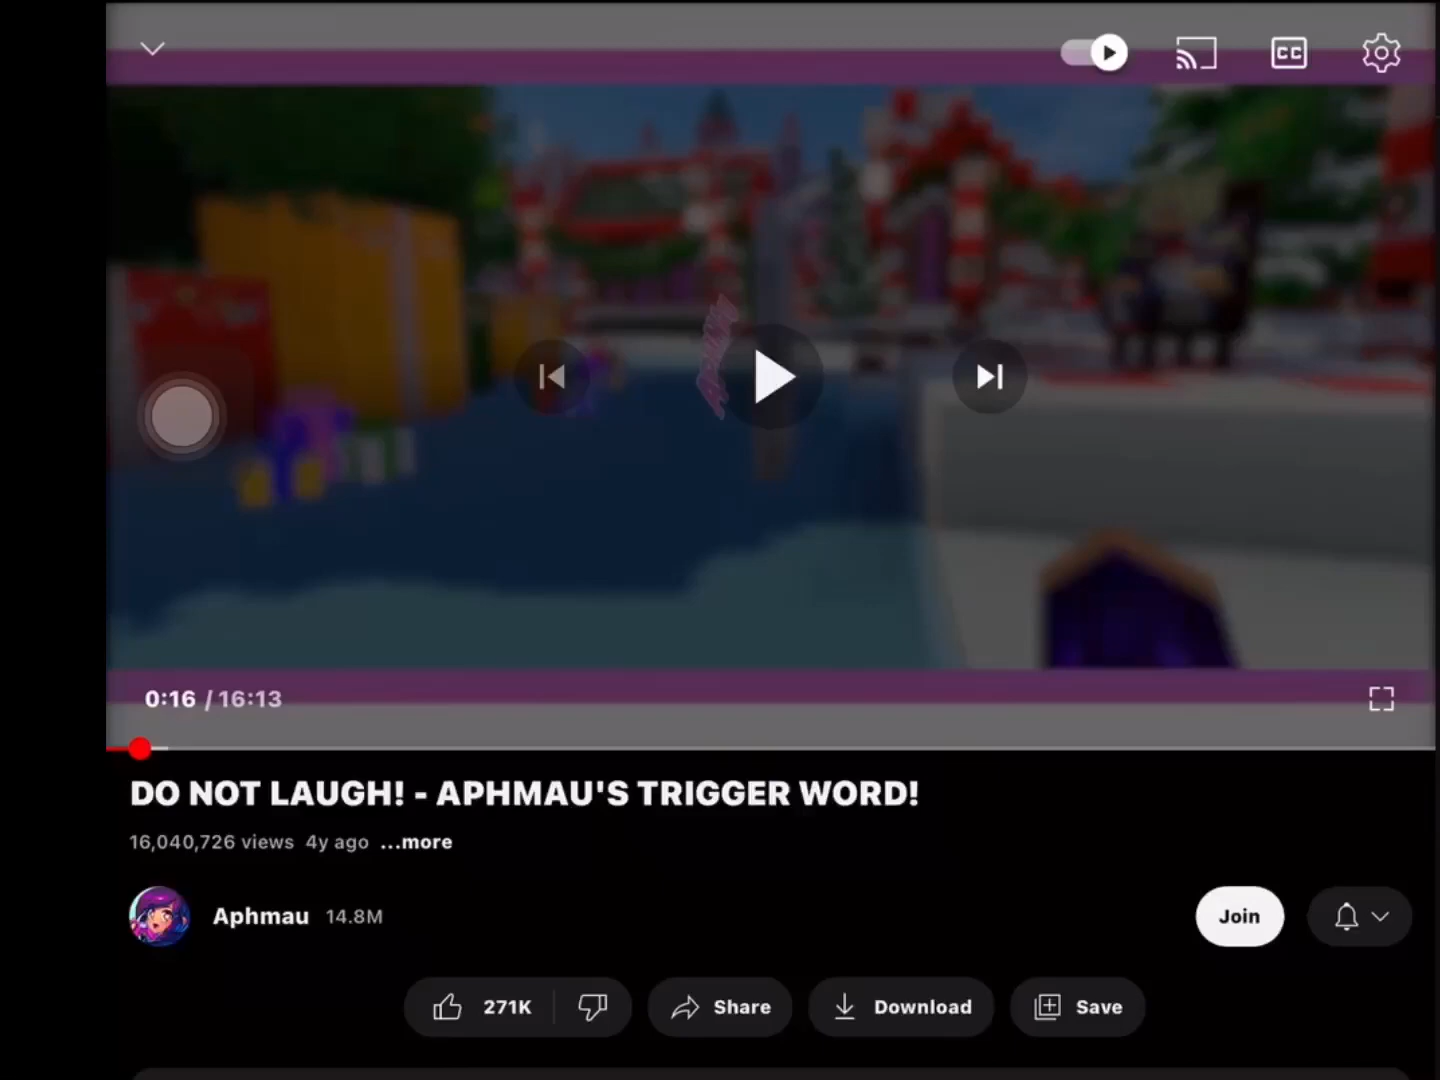 CC
0:16 / 16:13
DO NOT LAUGH! - APHMAU'S TRIGGER WORD!
16,040,726 views 4y ago ...more
Aphmau 14.8M
Join
271K
Share
Download
Save